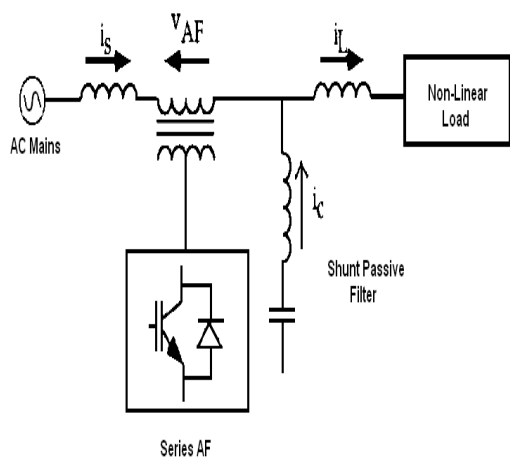 i_s
v_AF
i_L
AC Mains
Non-Linear
Load
i_c
Shunt Passive
Filter
Series AF